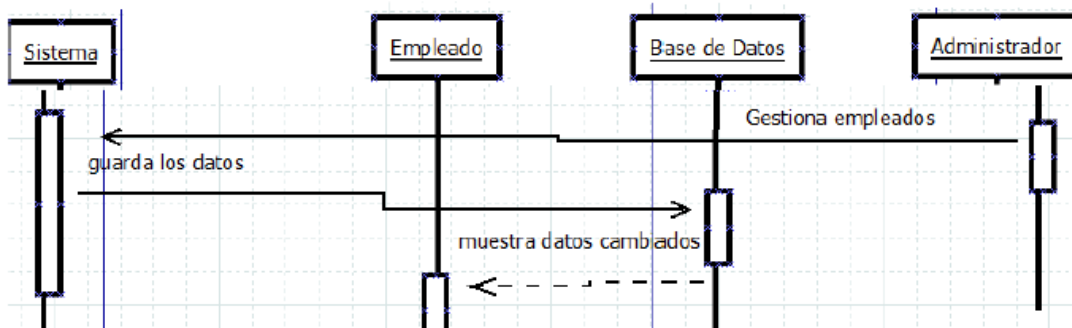 Sistema
Empleado
Base de Datos
Administrador
Gestiona empleados
guarda los datos
muestra datos cambiados